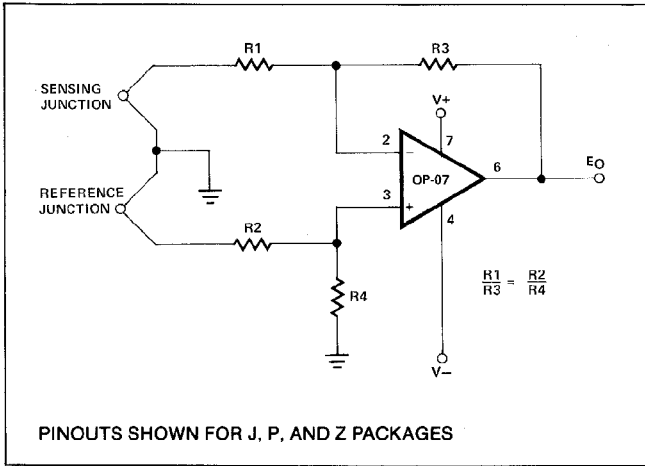 R1
R3
SENSING
JUNCTION
V+
2
7
−
OP-07
6
EO
REFERENCE
JUNCTION
3
+
4
R2
R4
R1/R3 = R2/R4
V−
PINOUTS SHOWN FOR J, P, AND Z PACKAGES